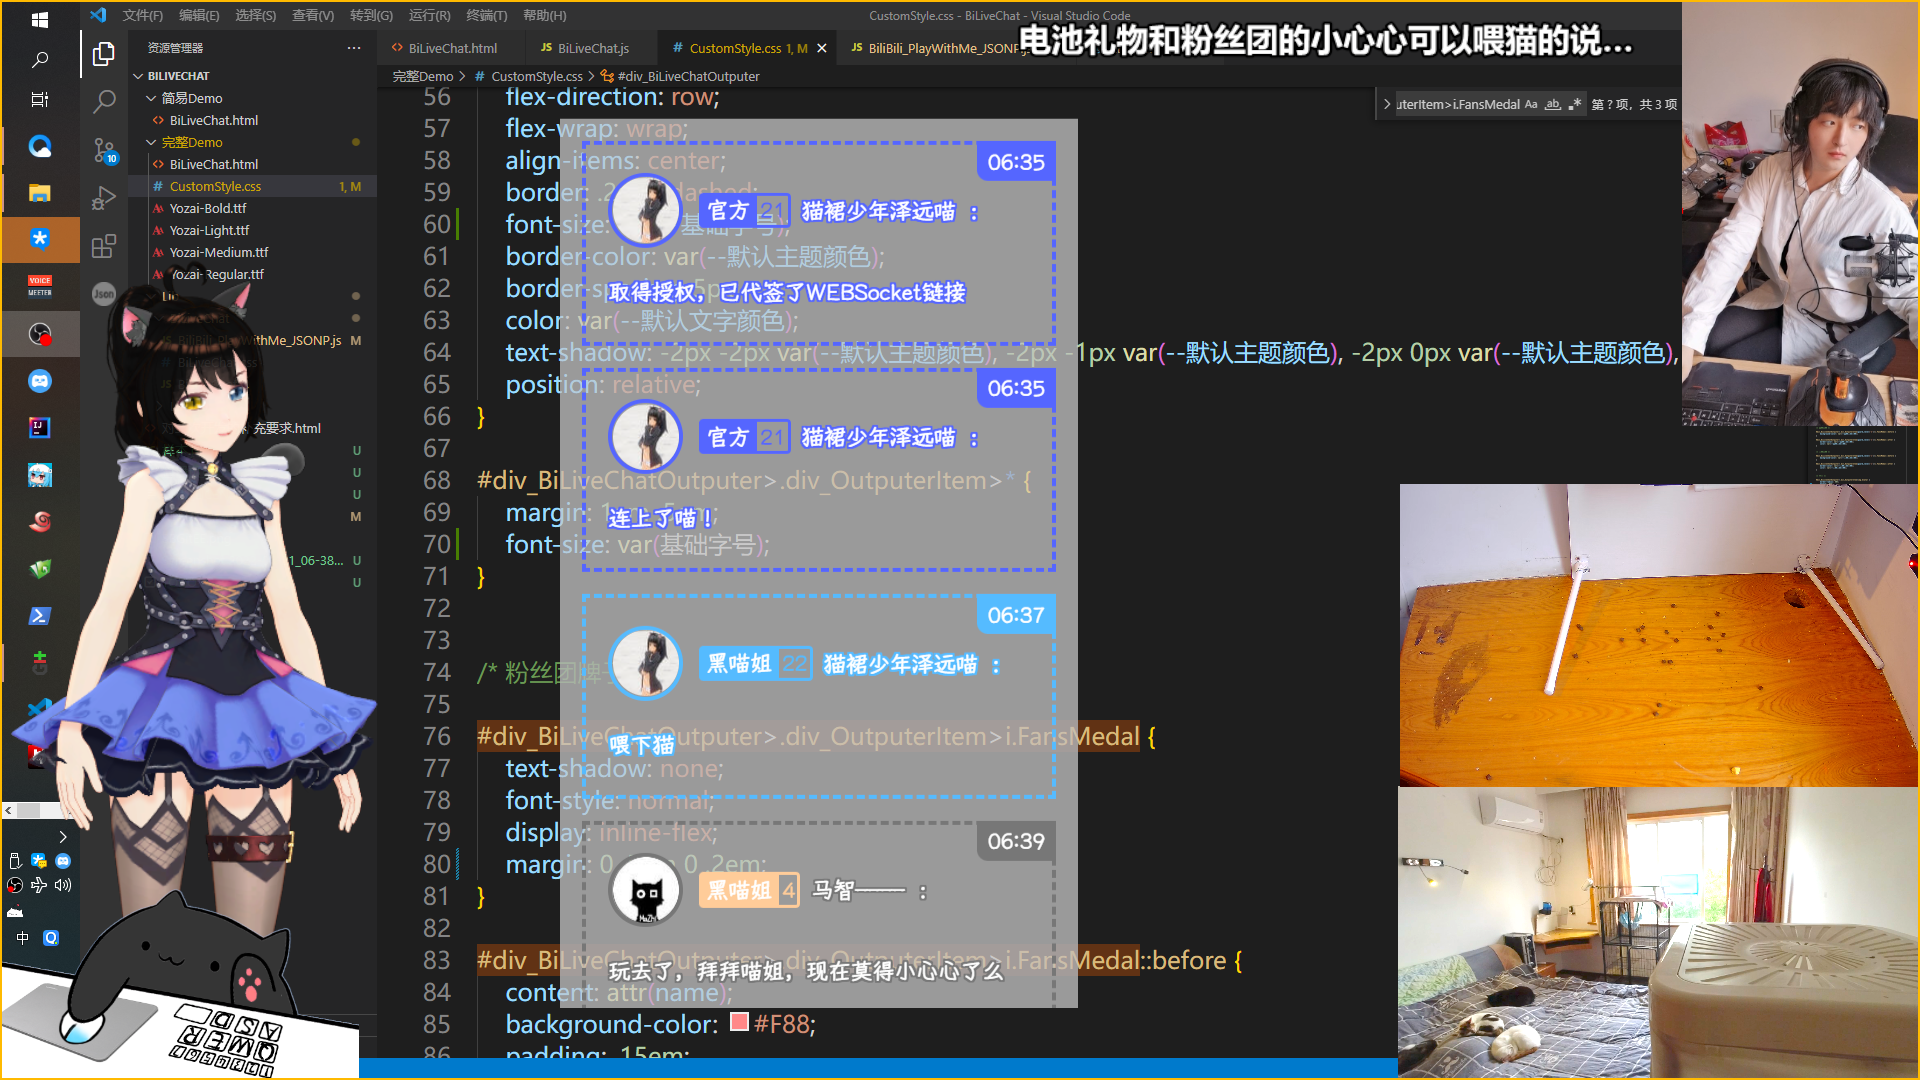 文件(F) 编辑(E) 选择(S) 查看(V) 转到(G) 运行(R) 终端(T) 帮助(H)
CustomStyle.css - BiLiveChat - Visual Studio Code
电池礼物和粉丝团的小心心可以喂猫的说...
资源管理器
BiLiveChat.html
BiLiveChat.js
CustomStyle.css 1, M
BiliBili_PlayWithMe_JSONP.js
完整Demo > # CustomStyle.css > #div_BiLiveChatOutputer
uterItem>i.FansMedal
第 ? 项，共 3 项
BILIVECHAT
简易Demo
BiLiveChat.html
完整Demo
BiLiveChat.html
CustomStyle.css 1, M
Yozai-Bold.ttf
Yozai-Light.ttf
Yozai-Medium.ttf
Yozai-Regular.ttf
WithMe_JSONP.js M
充要求.html
U
U
U
M
1_06-38... U
U
10
Json
VOICE
MEETER
中
56 flex-direction: row;
57 flex-wrap: wrap;
58 align-items: center;
59 border: .2 dashed;
60 font-size: 基础字号);
61 border-color: var(--默认主题颜色);
62 border-sp 5p
63 color: var(--默认文字颜色);
64 text-shadow: -2px -2px var(--默认主题颜色), -2px -1px var(--默认主题颜色), -2px 0px var(--默认主题颜色),
65 position: relative;
66 }
67
68 #div_BiLiveChatOutputer>.div_OutputerItem>* {
69 margin: 1
70 font-size: var(基础字号);
71 }
72
73
74 /* 粉丝团牌
75
76 #div_BiLiveChatOutputer>.div_OutputerItem>i.FansMedal {
77 text-shadow: none;
78 font-style: normal;
79 display: inline-flex;
80 margin: 0 0 .2em;
81 }
82
83 #div_BiLiveChatOutputer>.div_OutputerItem>i.FansMedal::before {
84 content: attr(name);
85 background-color: #F88;
86 padding: .15em;
06:35
官方 21 猫裙少年泽远喵 ：
取得授权，已代签了WEBSocket链接
06:35
官方 21 猫裙少年泽远喵 ：
连上了喵！
06:37
黑喵姐 22 猫裙少年泽远喵 ：
喂下猫
06:39
黑喵姐 4 马智—— ：
玩去了，拜拜喵姐，现在莫得小心心了么
MaZhi